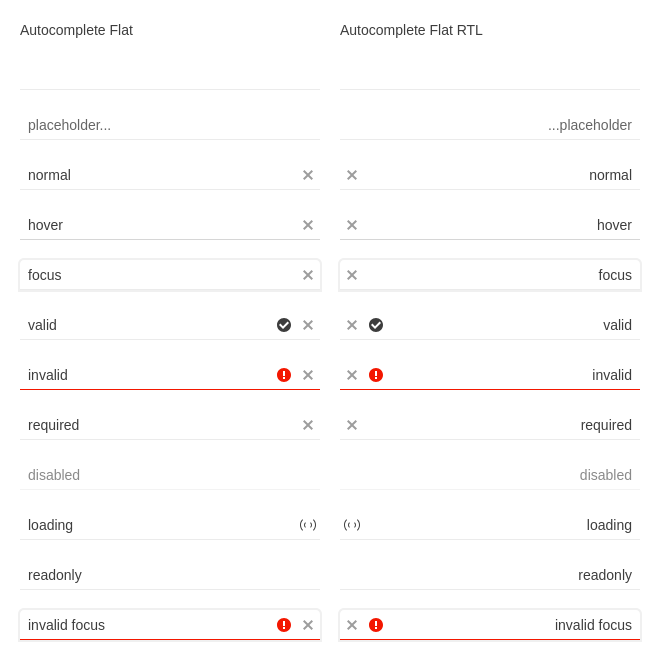 Autocomplete Flat
Autocomplete Flat RTL
placeholder...
...placeholder
normal
normal
hover
hover
focus
focus
valid
valid
invalid
invalid
required
required
disabled
disabled
loading
loading
readonly
readonly
invalid focus
invalid focus